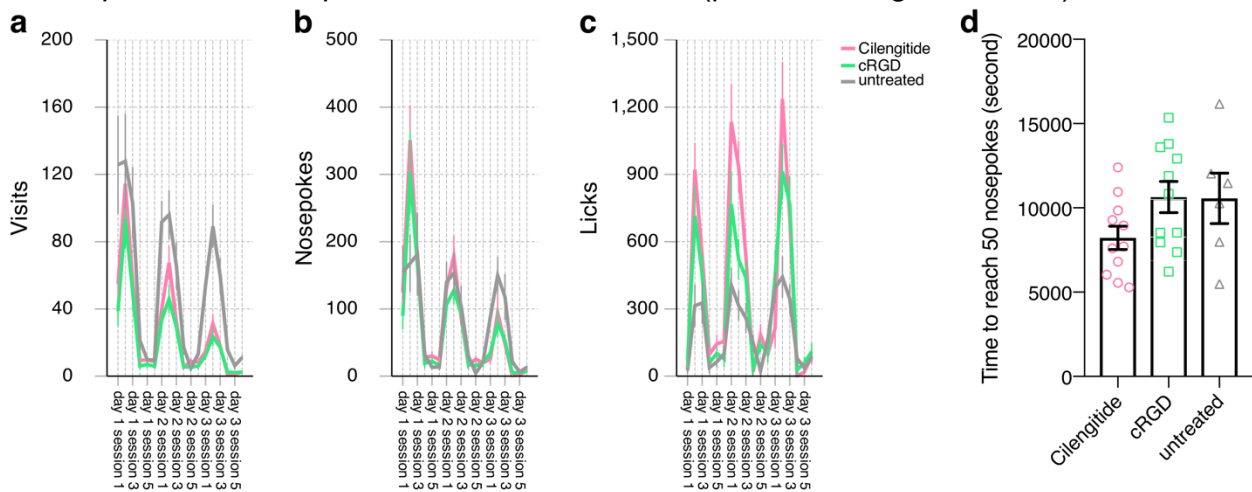 a
200
160
120
80
40
0
Visits
day 1 session 1
day 1 session 3
day 1 session 5
day 2 session 1
day 2 session 3
day 2 session 5
day 3 session 1
day 3 session 3
day 3 session 5
b
500
400
300
200
100
0
Nosepokes
day 1 session 1
day 1 session 3
day 1 session 5
day 2 session 1
day 2 session 3
day 2 session 5
day 3 session 1
day 3 session 3
day 3 session 5
c
1,500
1,200
900
600
300
0
Licks
day 1 session 1
day 1 session 3
day 1 session 5
day 2 session 1
day 2 session 3
day 2 session 5
day 3 session 1
day 3 session 3
day 3 session 5
Cilengitide
cRGD
untreated
d
20000
15000
10000
5000
0
Time to reach 50 nosepokes (second)
Cilengitide
cRGD
untreated